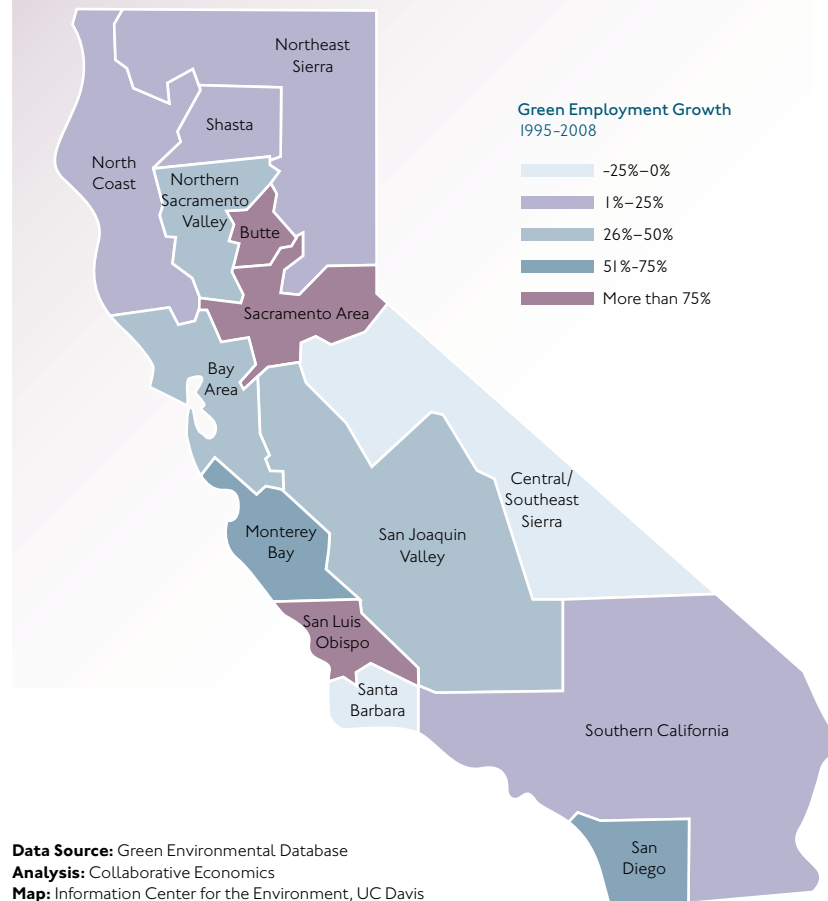 Northeast
Sierra
Shasta
North
Coast
Northern
Sacramento
Valley
Butte
Sacramento Area
Bay
Area
Central/
Southeast
Sierra
San Joaquin
Valley
Monterey
Bay
San Luis
Obispo
Santa
Barbara
Southern California
San
Diego
Green Employment Growth
1995-2008
-25%–0%
1%–25%
26%–50%
51%-75%
More than 75%
Data Source: Green Environmental Database
Analysis: Collaborative Economics
Map: Information Center for the Environment, UC Davis